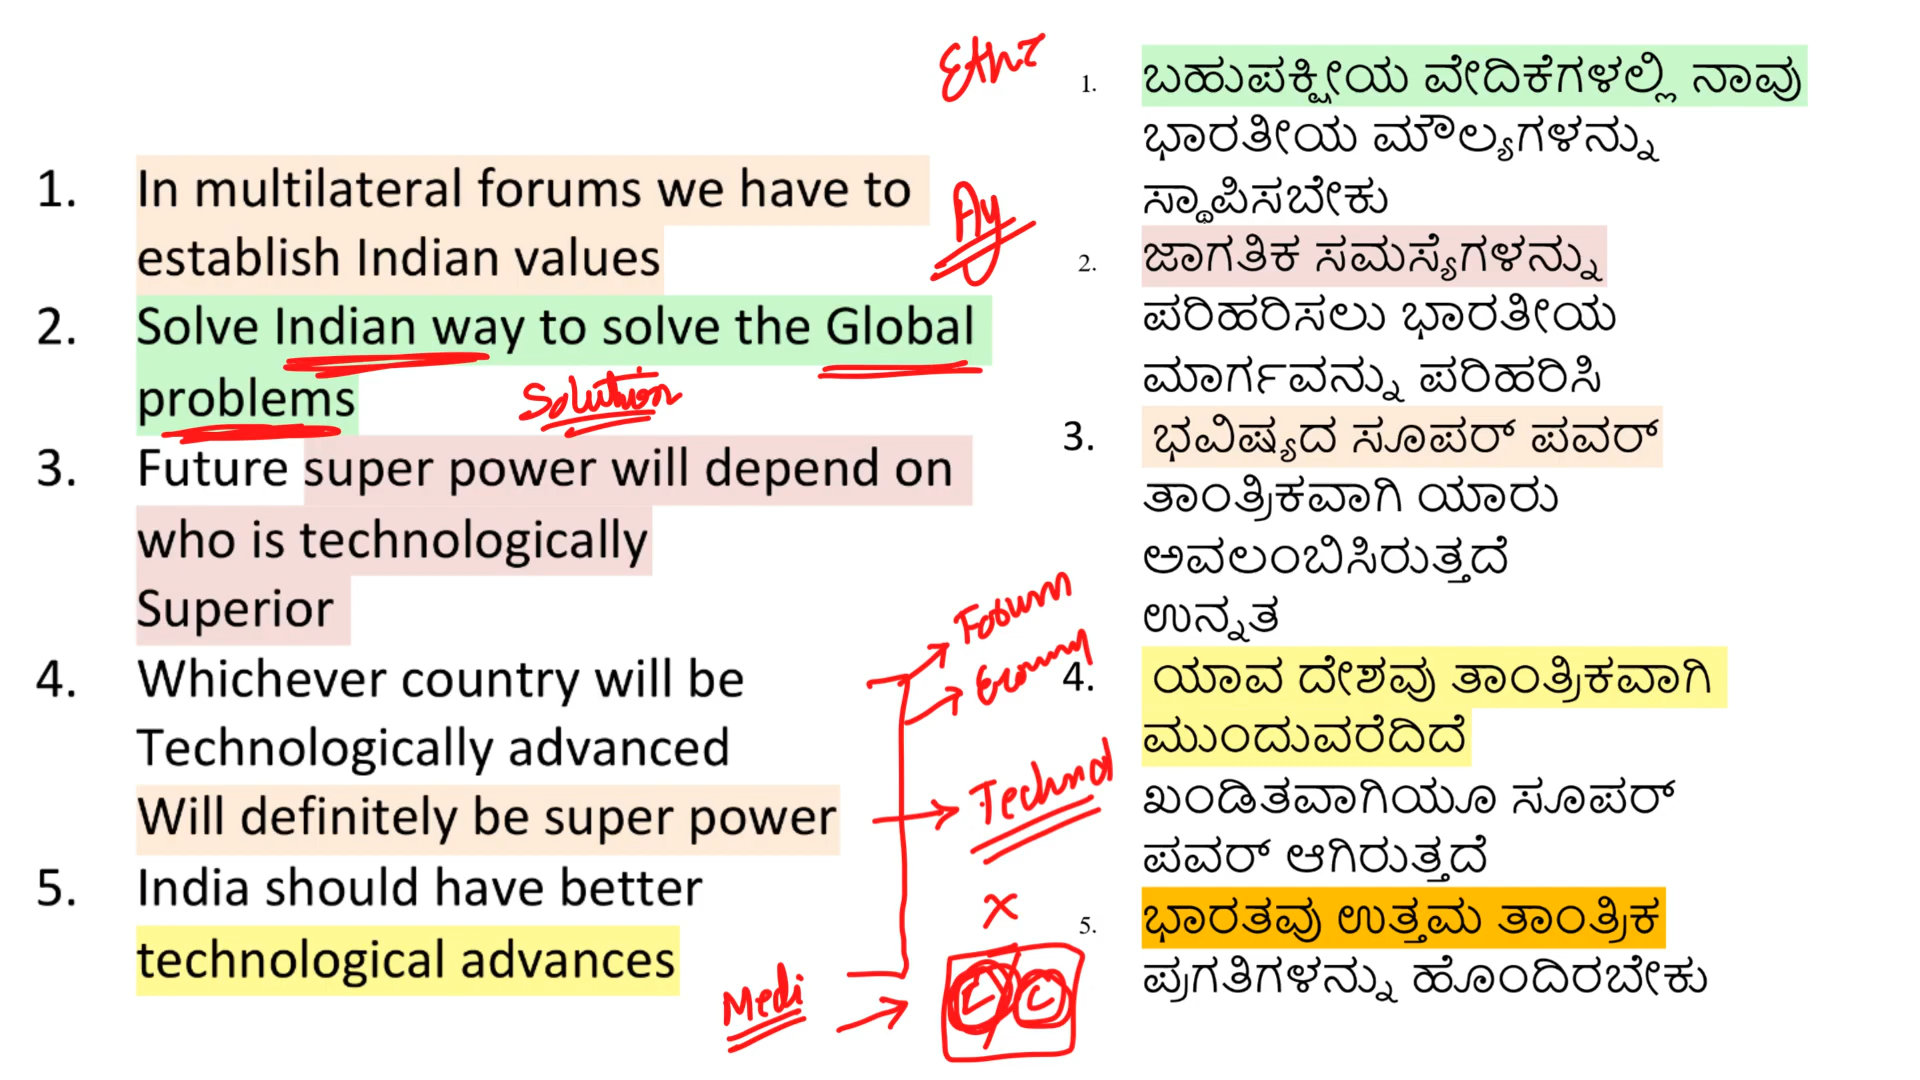 1. In multilateral forums we have to
establish Indian values
2. Solve Indian way to solve the Global
problems
Solution
3. Future super power will depend on
who is technologically
Superior
4. Whichever country will be
Technologically advanced
Will definitely be super power
5. India should have better
technological advances
Medi
Technol
X
1. ಬಹುಪಕ್ಷೀಯ ವೇದಿಕೆಗಳಲ್ಲಿ ನಾವು
ಭಾರತೀಯ ಮೌಲ್ಯಗಳನ್ನು
ಸ್ಥಾಪಿಸಬೇಕು
2. ಜಾಗತಿಕ ಸಮಸ್ಯೆಗಳನ್ನು
ಪರಿಹರಿಸಲು ಭಾರತೀಯ
ಮಾರ್ಗವನ್ನು ಪರಿಹರಿಸಿ
3. ಭವಿಷ್ಯದ ಸೂಪರ್ ಪವರ್
ತಾಂತ್ರಿಕವಾಗಿ ಯಾರು
ಅವಲಂಬಿಸಿರುತ್ತದೆ
ಉನ್ನತ
4. ಯಾವ ದೇಶವು ತಾಂತ್ರಿಕವಾಗಿ
ಮುಂದುವರೆದಿದೆ
ಖಂಡಿತವಾಗಿಯೂ ಸೂಪರ್
ಪವರ್ ಆಗಿರುತ್ತದೆ
5. ಭಾರತವು ಉತ್ತಮ ತಾಂತ್ರಿಕ
ಪ್ರಗತಿಗಳನ್ನು ಹೊಂದಿರಬೇಕು